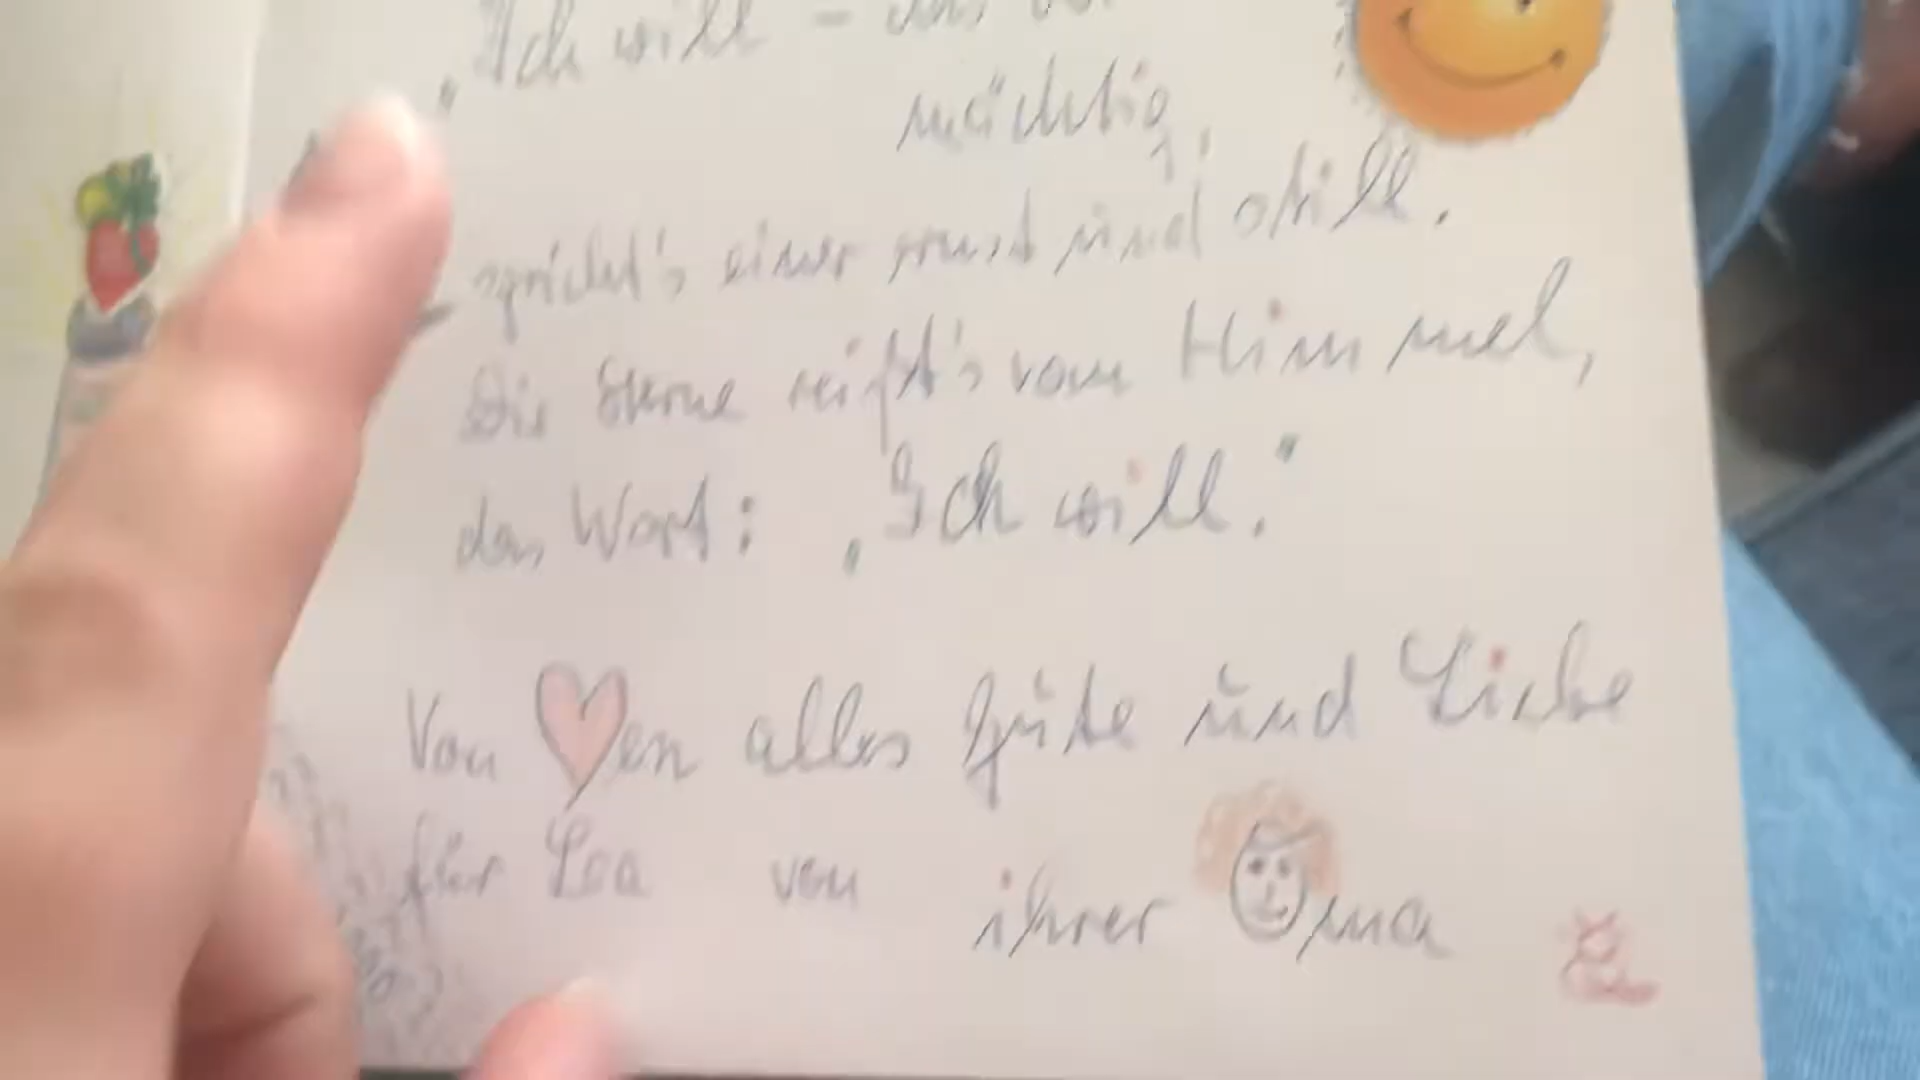 „Ich will – das
mächtig,
spricht's einer ernst und still.
Die Sterne reißt's vom Himmel,
das Wort: „Ich will."
Von ♥en alles Gute und Liebe
für Lea von ihrer Oma